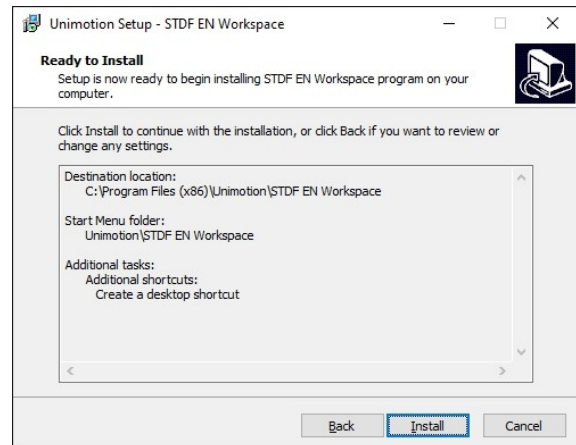 Unimotion Setup - STDF EN Workspace
Ready to Install
Setup is now ready to begin installing STDF EN Workspace program on your
computer.
Click Install to continue with the installation, or click Back if you want to review or
change any settings.
Destination location:
C:\Program Files (x86)\Unimotion\STDF EN Workspace
Start Menu folder:
Unimotion\STDF EN Workspace
Additional tasks:
Additional shortcuts:
Create a desktop shortcut
Back
Install
Cancel